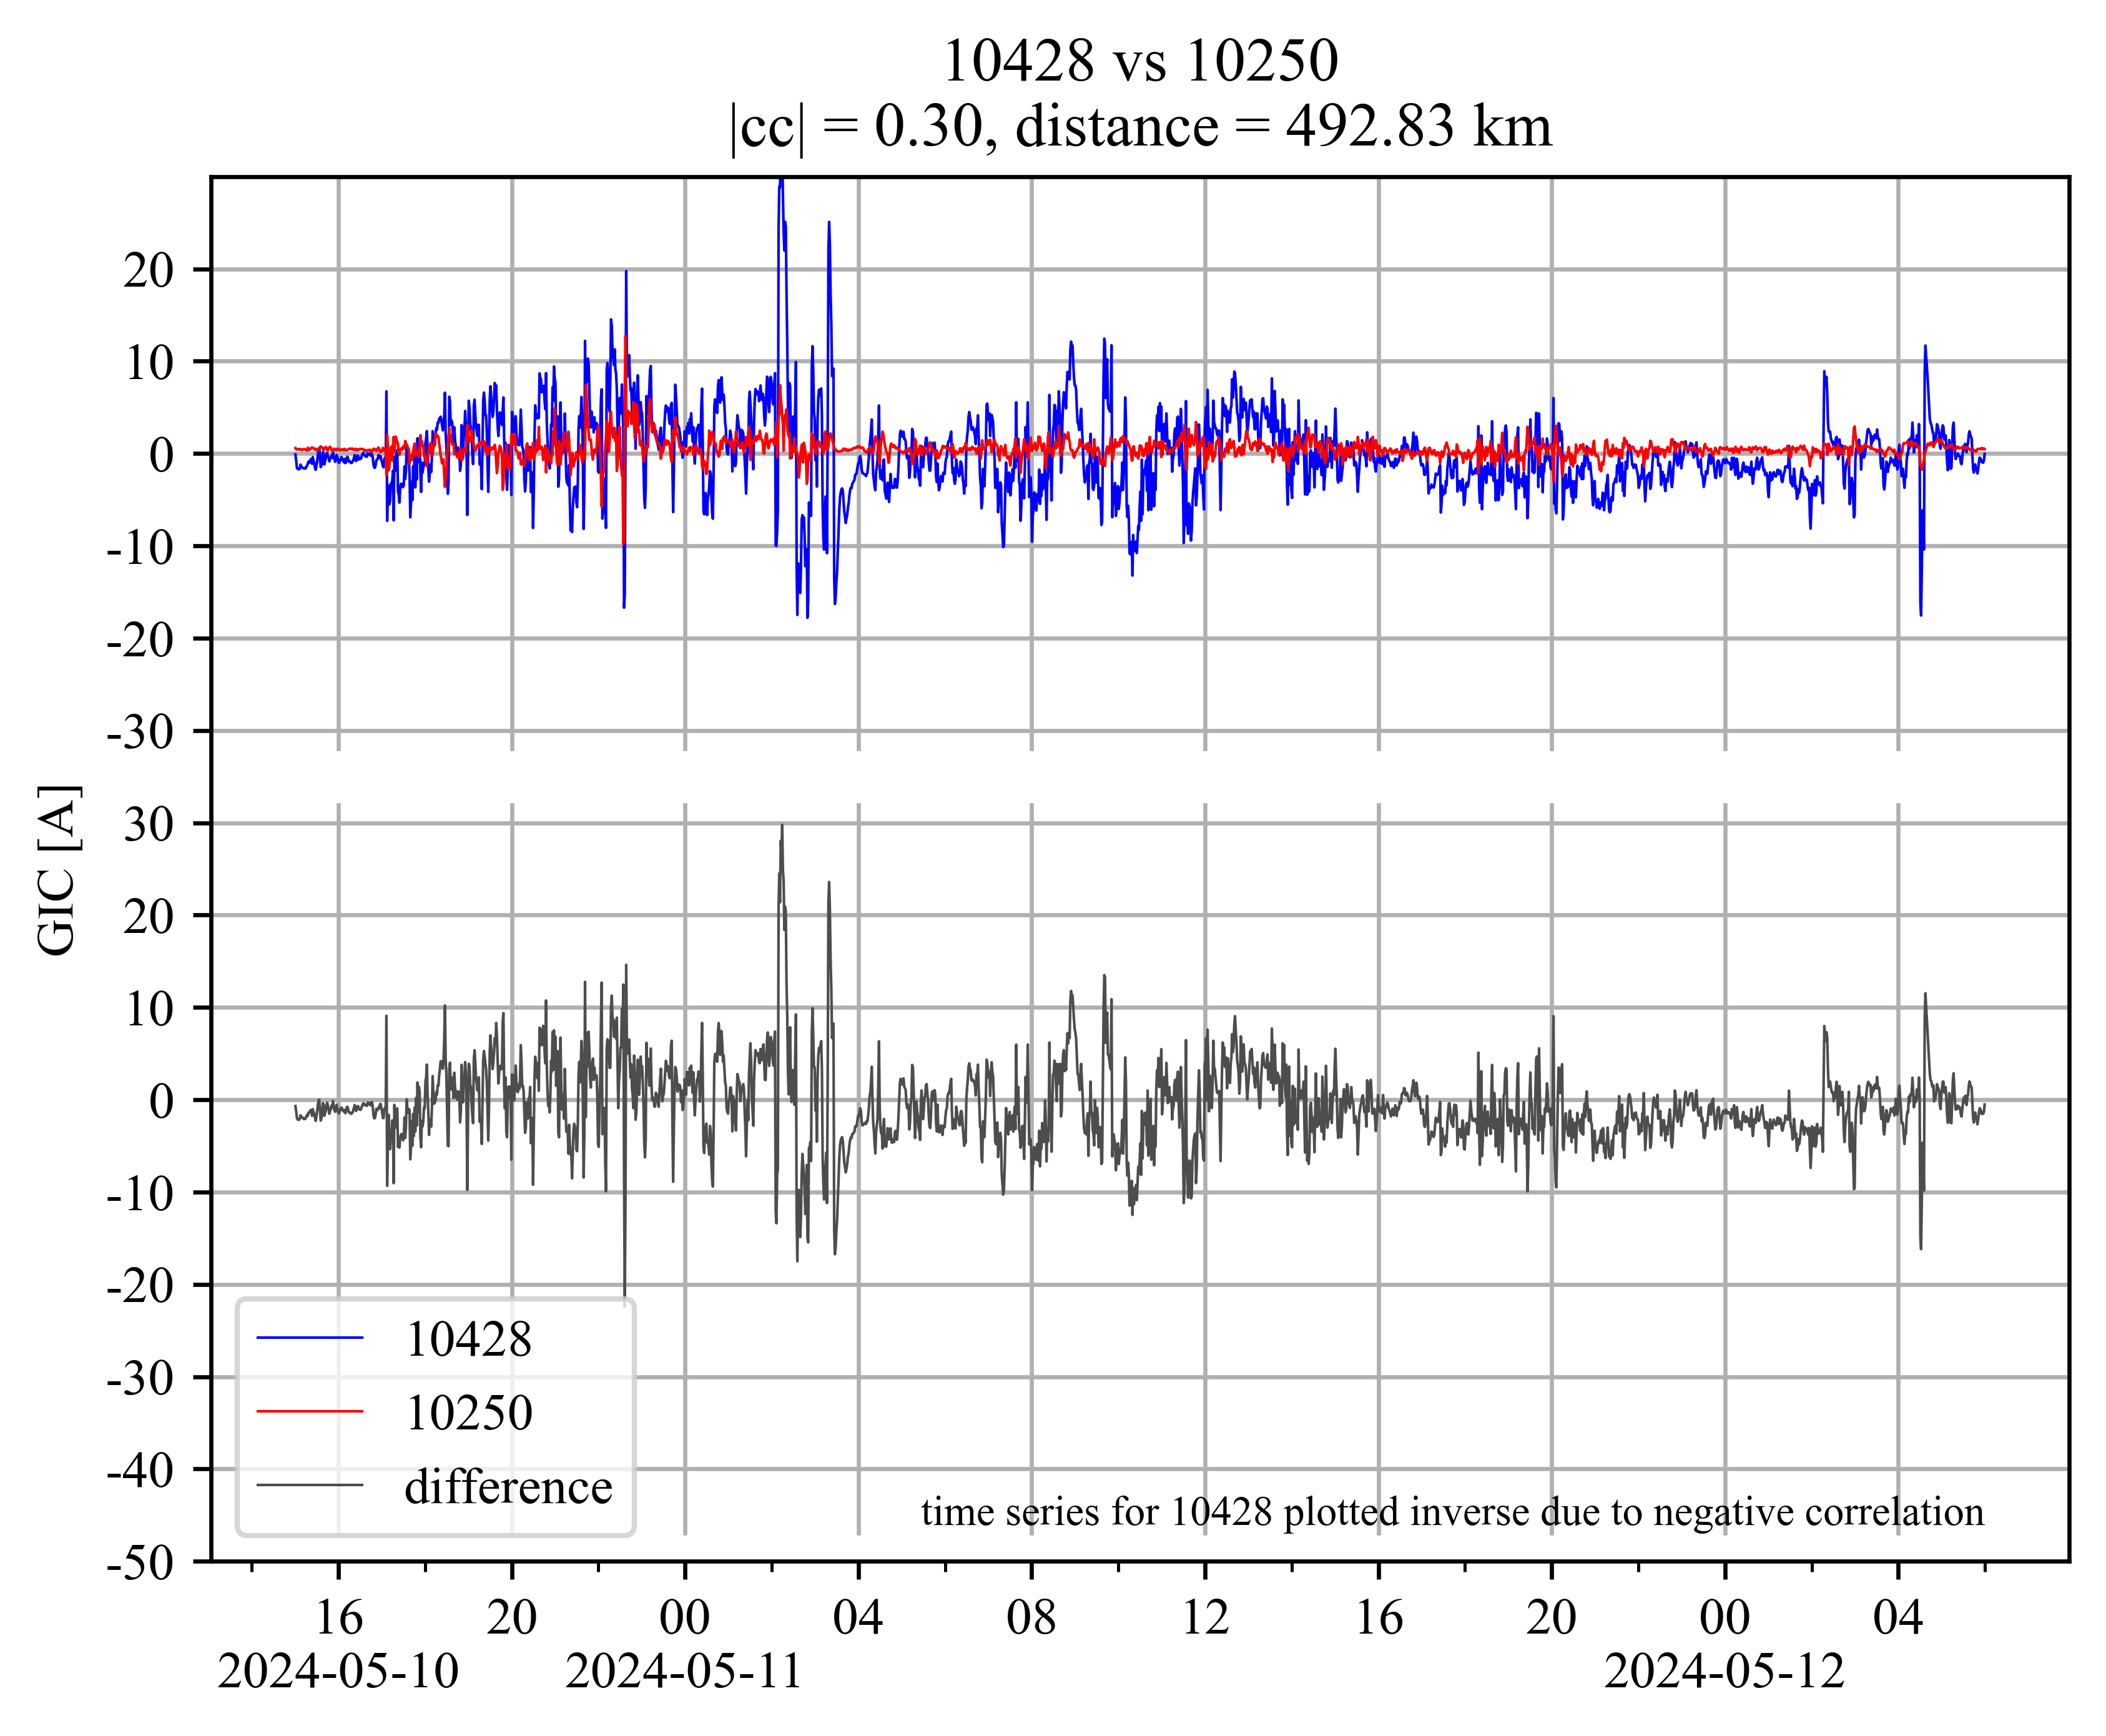 10428 vs 10250
|cc| = 0.30, distance = 492.83 km
20
10
0
-10
-20
-30
30
20
10
0
-10
-20
-30
-40
-50
GIC [A]
10428
10250
difference
time series for 10428 plotted inverse due to negative correlation
16 20 00 04 08 12 16 20 00 04
2024-05-10 2024-05-11 2024-05-12